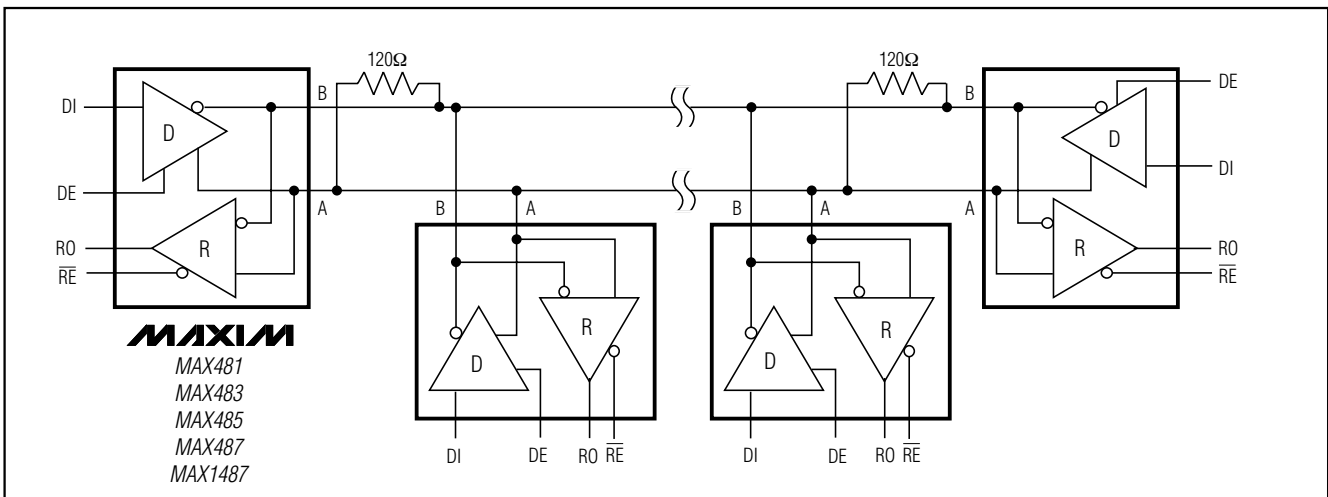 120Ω 120Ω
B B DE
DI D D
DI
DE
A B A B A A
RO R R RO
RE RE
MAXIM
MAX481
MAX483
MAX485
MAX487
MAX1487
D R D R
DI DE RO RE DI DE RO RE